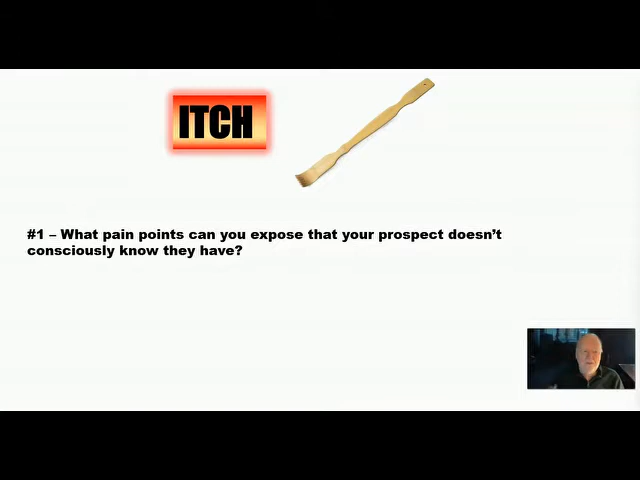 ITCH
#1 – What pain points can you expose that your prospect doesn’t
consciously know they have?